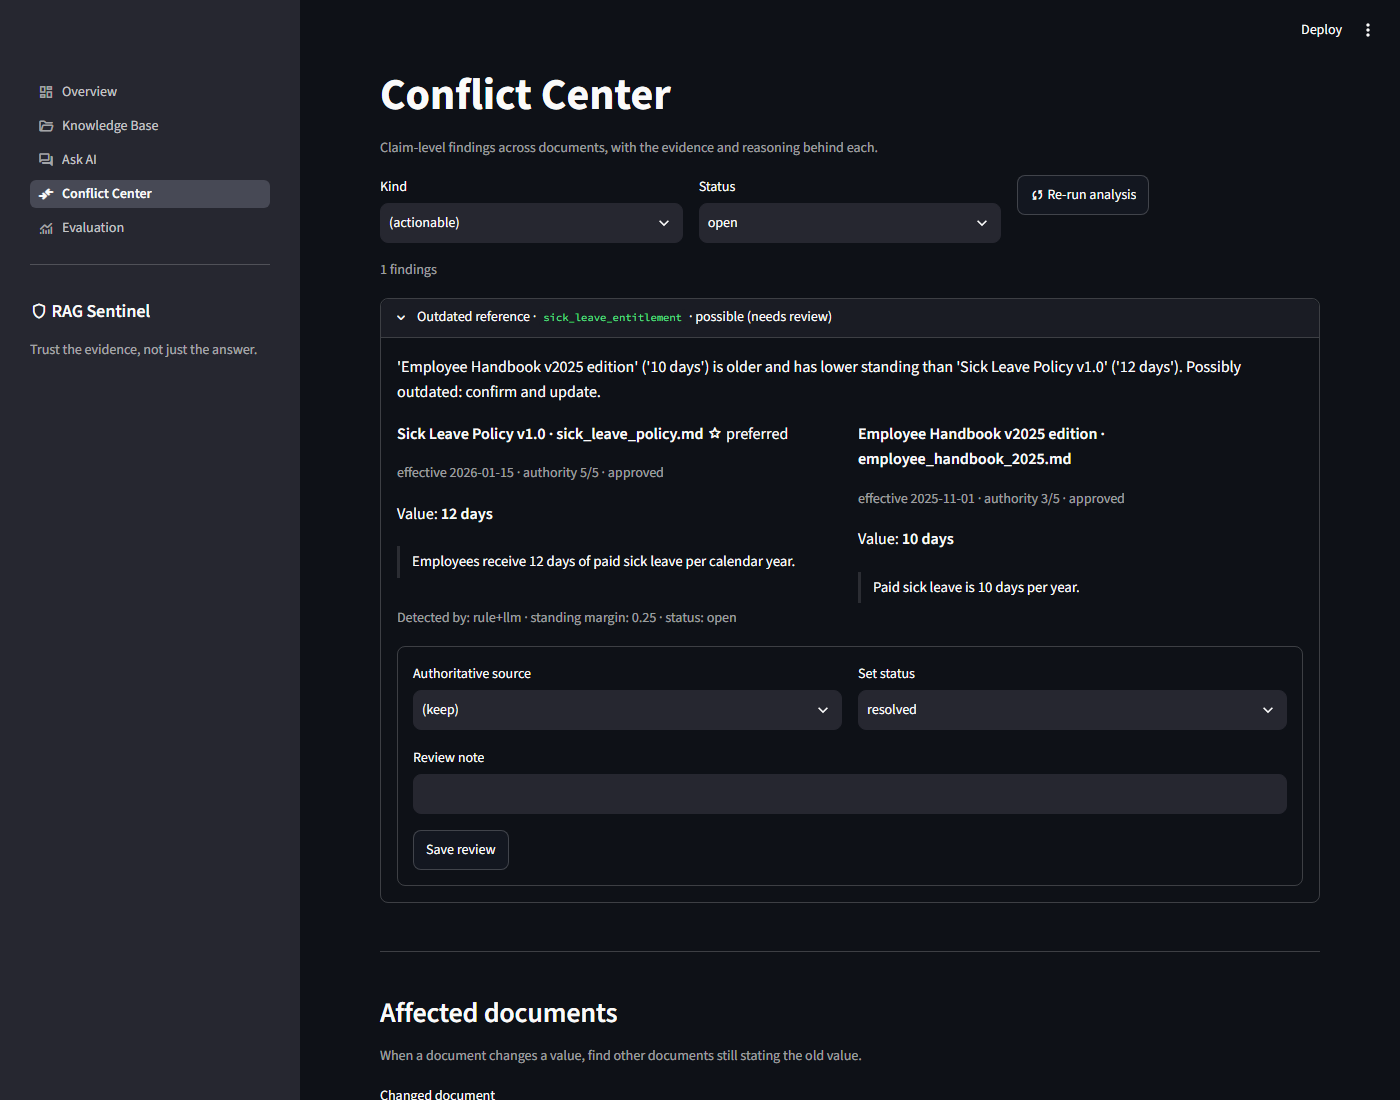 Deploy
Overview
Knowledge Base
Ask AI
Conflict Center
Evaluation
RAG Sentinel
Trust the evidence, not just the answer.
Conflict Center
Claim-level findings across documents, with the evidence and reasoning behind each.
Kind
Status
(actionable)
open
Re-run analysis
1 findings
Outdated reference · sick_leave_entitlement · possible (needs review)
'Employee Handbook v2025 edition' ('10 days') is older and has lower standing than 'Sick Leave Policy v1.0' ('12 days'). Possibly
outdated: confirm and update.
Sick Leave Policy v1.0 · sick_leave_policy.md ☆ preferred
effective 2026-01-15 · authority 5/5 · approved
Value: 12 days
Employees receive 12 days of paid sick leave per calendar year.
Employee Handbook v2025 edition ·
employee_handbook_2025.md
effective 2025-11-01 · authority 3/5 · approved
Value: 10 days
Paid sick leave is 10 days per year.
Detected by: rule+llm · standing margin: 0.25 · status: open
Authoritative source
Set status
(keep)
resolved
Review note
Save review
Affected documents
When a document changes a value, find other documents still stating the old value.
Changed document